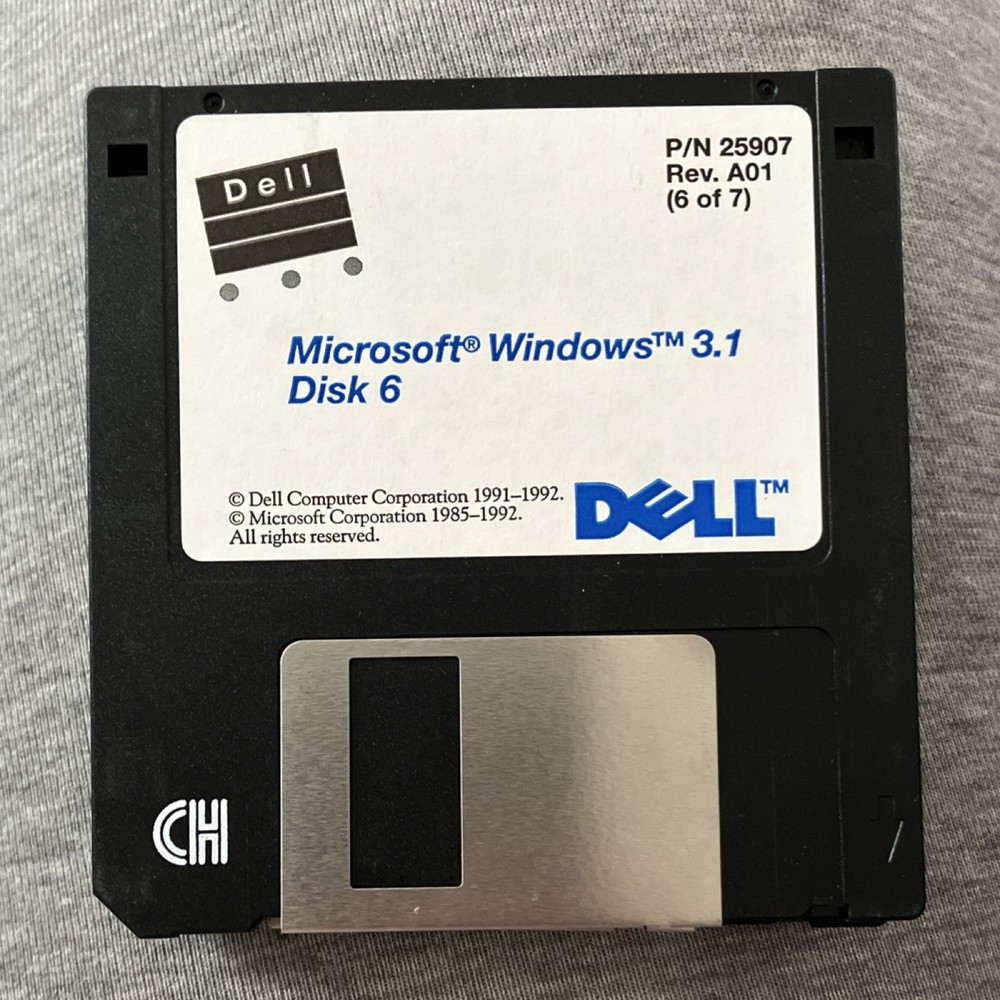 Dell
P/N 25907
Rev. A01
(6 of 7)
Microsoft® Windows™ 3.1
Disk 6
© Dell Computer Corporation 1991–1992.
© Microsoft Corporation 1985–1992.
All rights reserved.
DELL™
CH